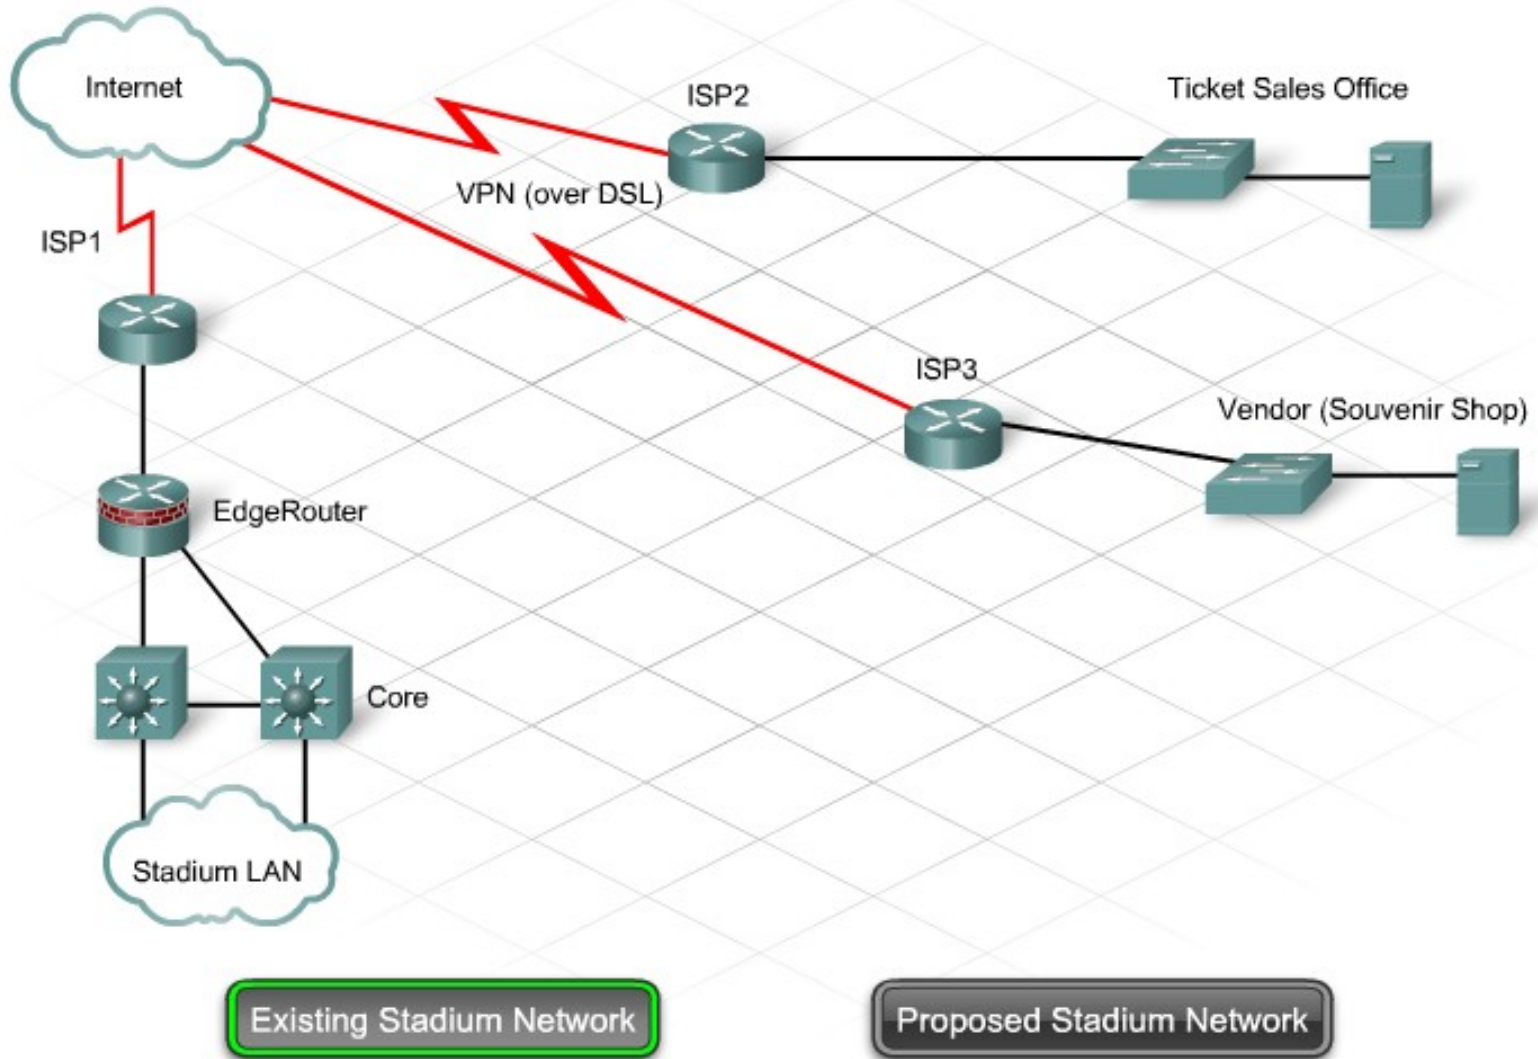 Internet
ISP2
Ticket Sales Office
VPN (over DSL)
ISP1
ISP3
Vendor (Souvenir Shop)
EdgeRouter
Core
Stadium LAN
Existing Stadium Network
Proposed Stadium Network